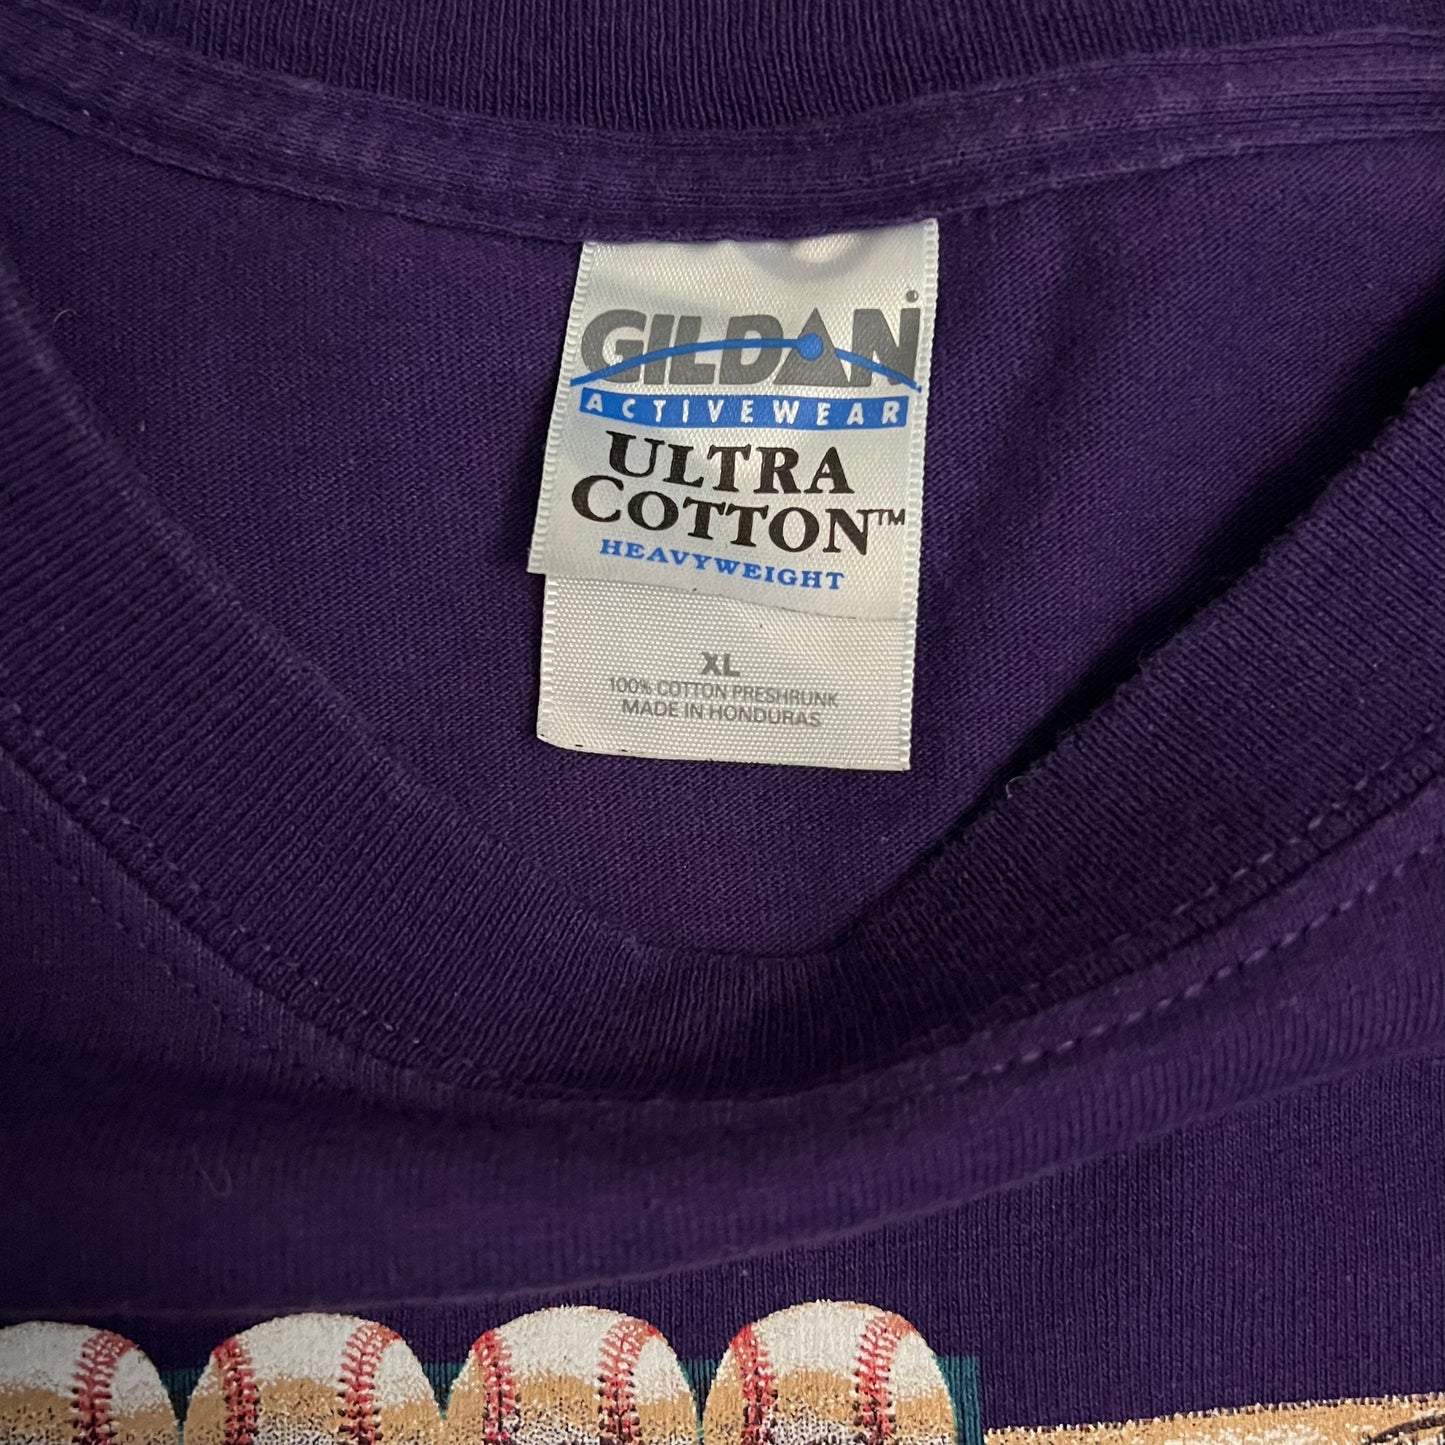 GILDAN
ACTIVEWEAR
ULTRA
COTTON™
HEAVYWEIGHT
XL
100% COTTON PRESHRUNK
MADE IN HONDURAS